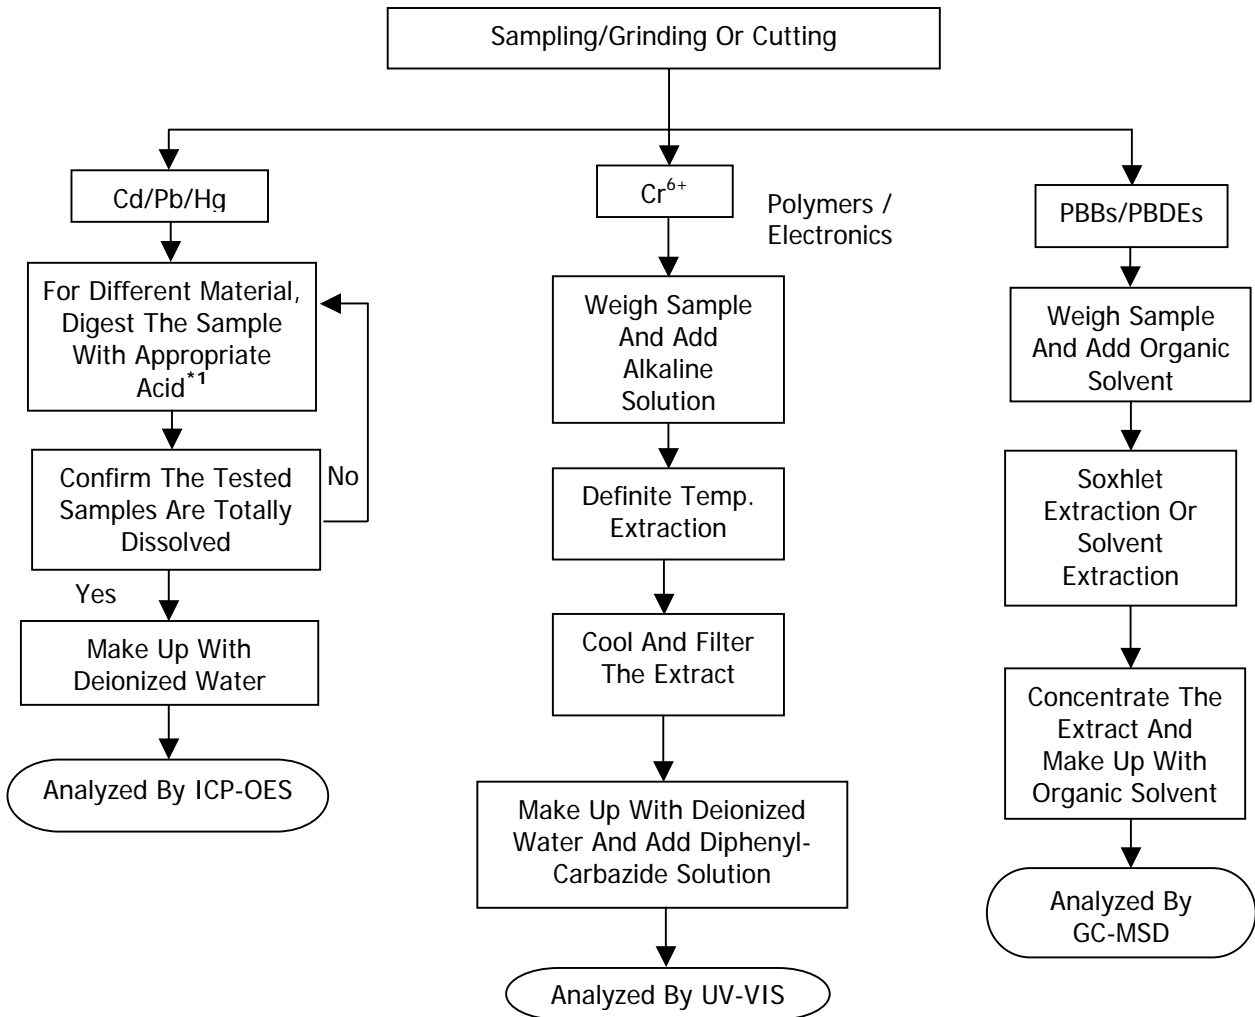 Sampling/Grinding Or Cutting
Cd/Pb/Hg
For Different Material,
Digest The Sample
With Appropriate
Acid*1
Confirm The Tested
Samples Are Totally
Dissolved
No
Yes
Make Up With
Deionized Water
Analyzed By ICP-OES
Cr6+
Polymers /
Electronics
Weigh Sample
And Add
Alkaline
Solution
Definite Temp.
Extraction
Cool And Filter
The Extract
Make Up With Deionized
Water And Add Diphenyl-
Carbazide Solution
Analyzed By UV-VIS
PBBs/PBDEs
Weigh Sample
And Add Organic
Solvent
Soxhlet
Extraction Or
Solvent
Extraction
Concentrate The
Extract And
Make Up With
Organic Solvent
Analyzed By
GC-MSD